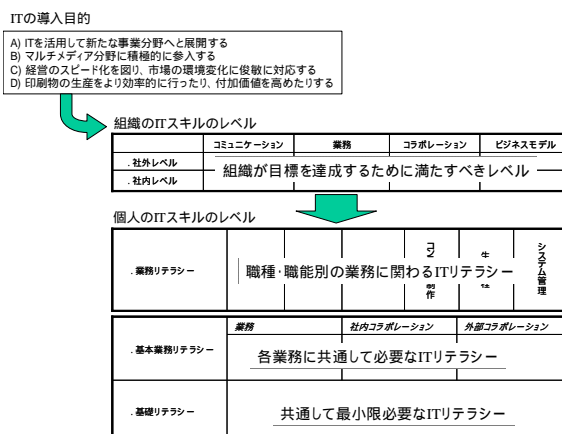 ITの導入目的
A) ITを活用して新たな事業分野へと展開する
B) マルチメディア分野に積極的に参入する
C) 経営のスピード化を図り、市場の環境変化に俊敏に対応する
D) 印刷物の生産をより効率的に行ったり、付加価値を高めたりする
組織のITスキルのレベル
コミュニケーション 業務 コラボレーション ビジネスモデル
. 社外レベル
組織が目標を達成するために満たすべきレベル
. 社内レベル
個人のITスキルのレベル
. 業務リテラシー
職種・職能別の業務に関わるITリテラシー
システム管理
業務 社内コラボレーション 外部コラボレーション
. 基本業務リテラシー
各業務に共通して必要なITリテラシー
. 基礎リテラシー
共通して最小限必要なITリテラシー